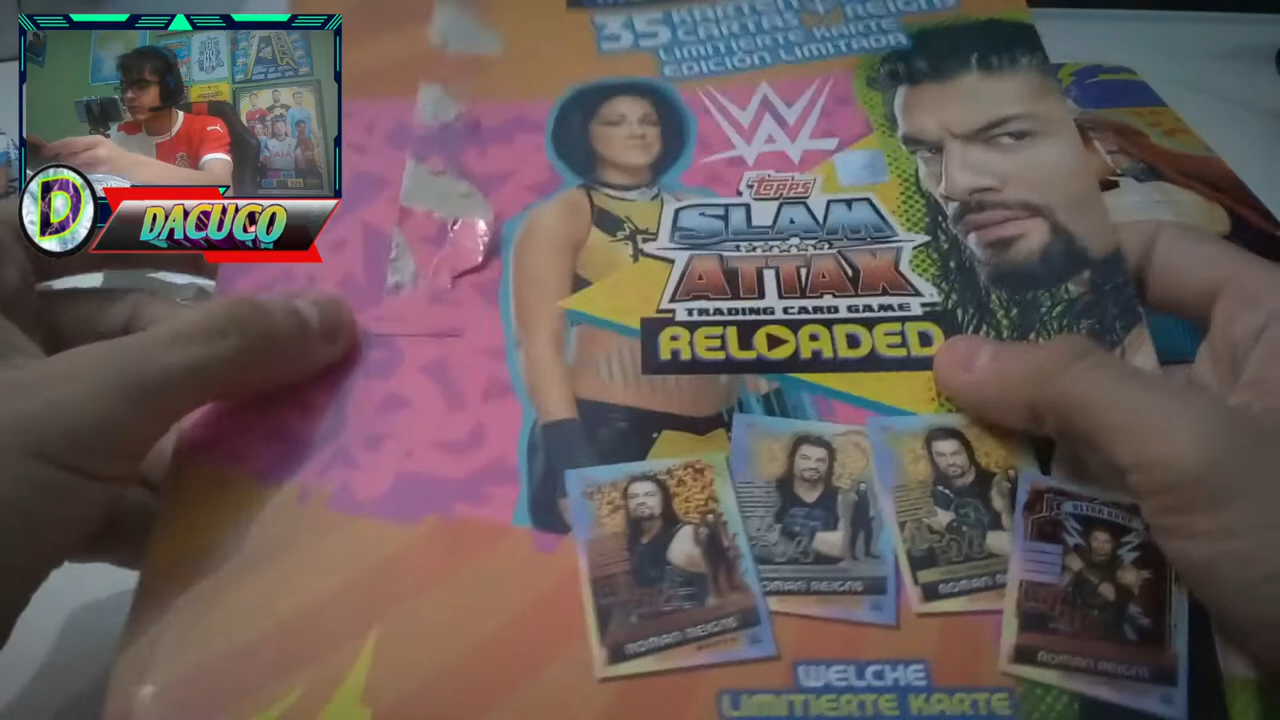 35 KARTEN +
CARTAS REIGNS
LIMITIERTE KARTE
EDICIÓN LIMITADA
W
TOPPS
SLAM
ATTAX
TRADING CARD GAME
RELOADED
D
DACUCO
ROMAN REIGNS
ROMAN REIGNS
ROMAN R
ROMAN REIGNS
WELCHE
LIMITIERTE KARTE